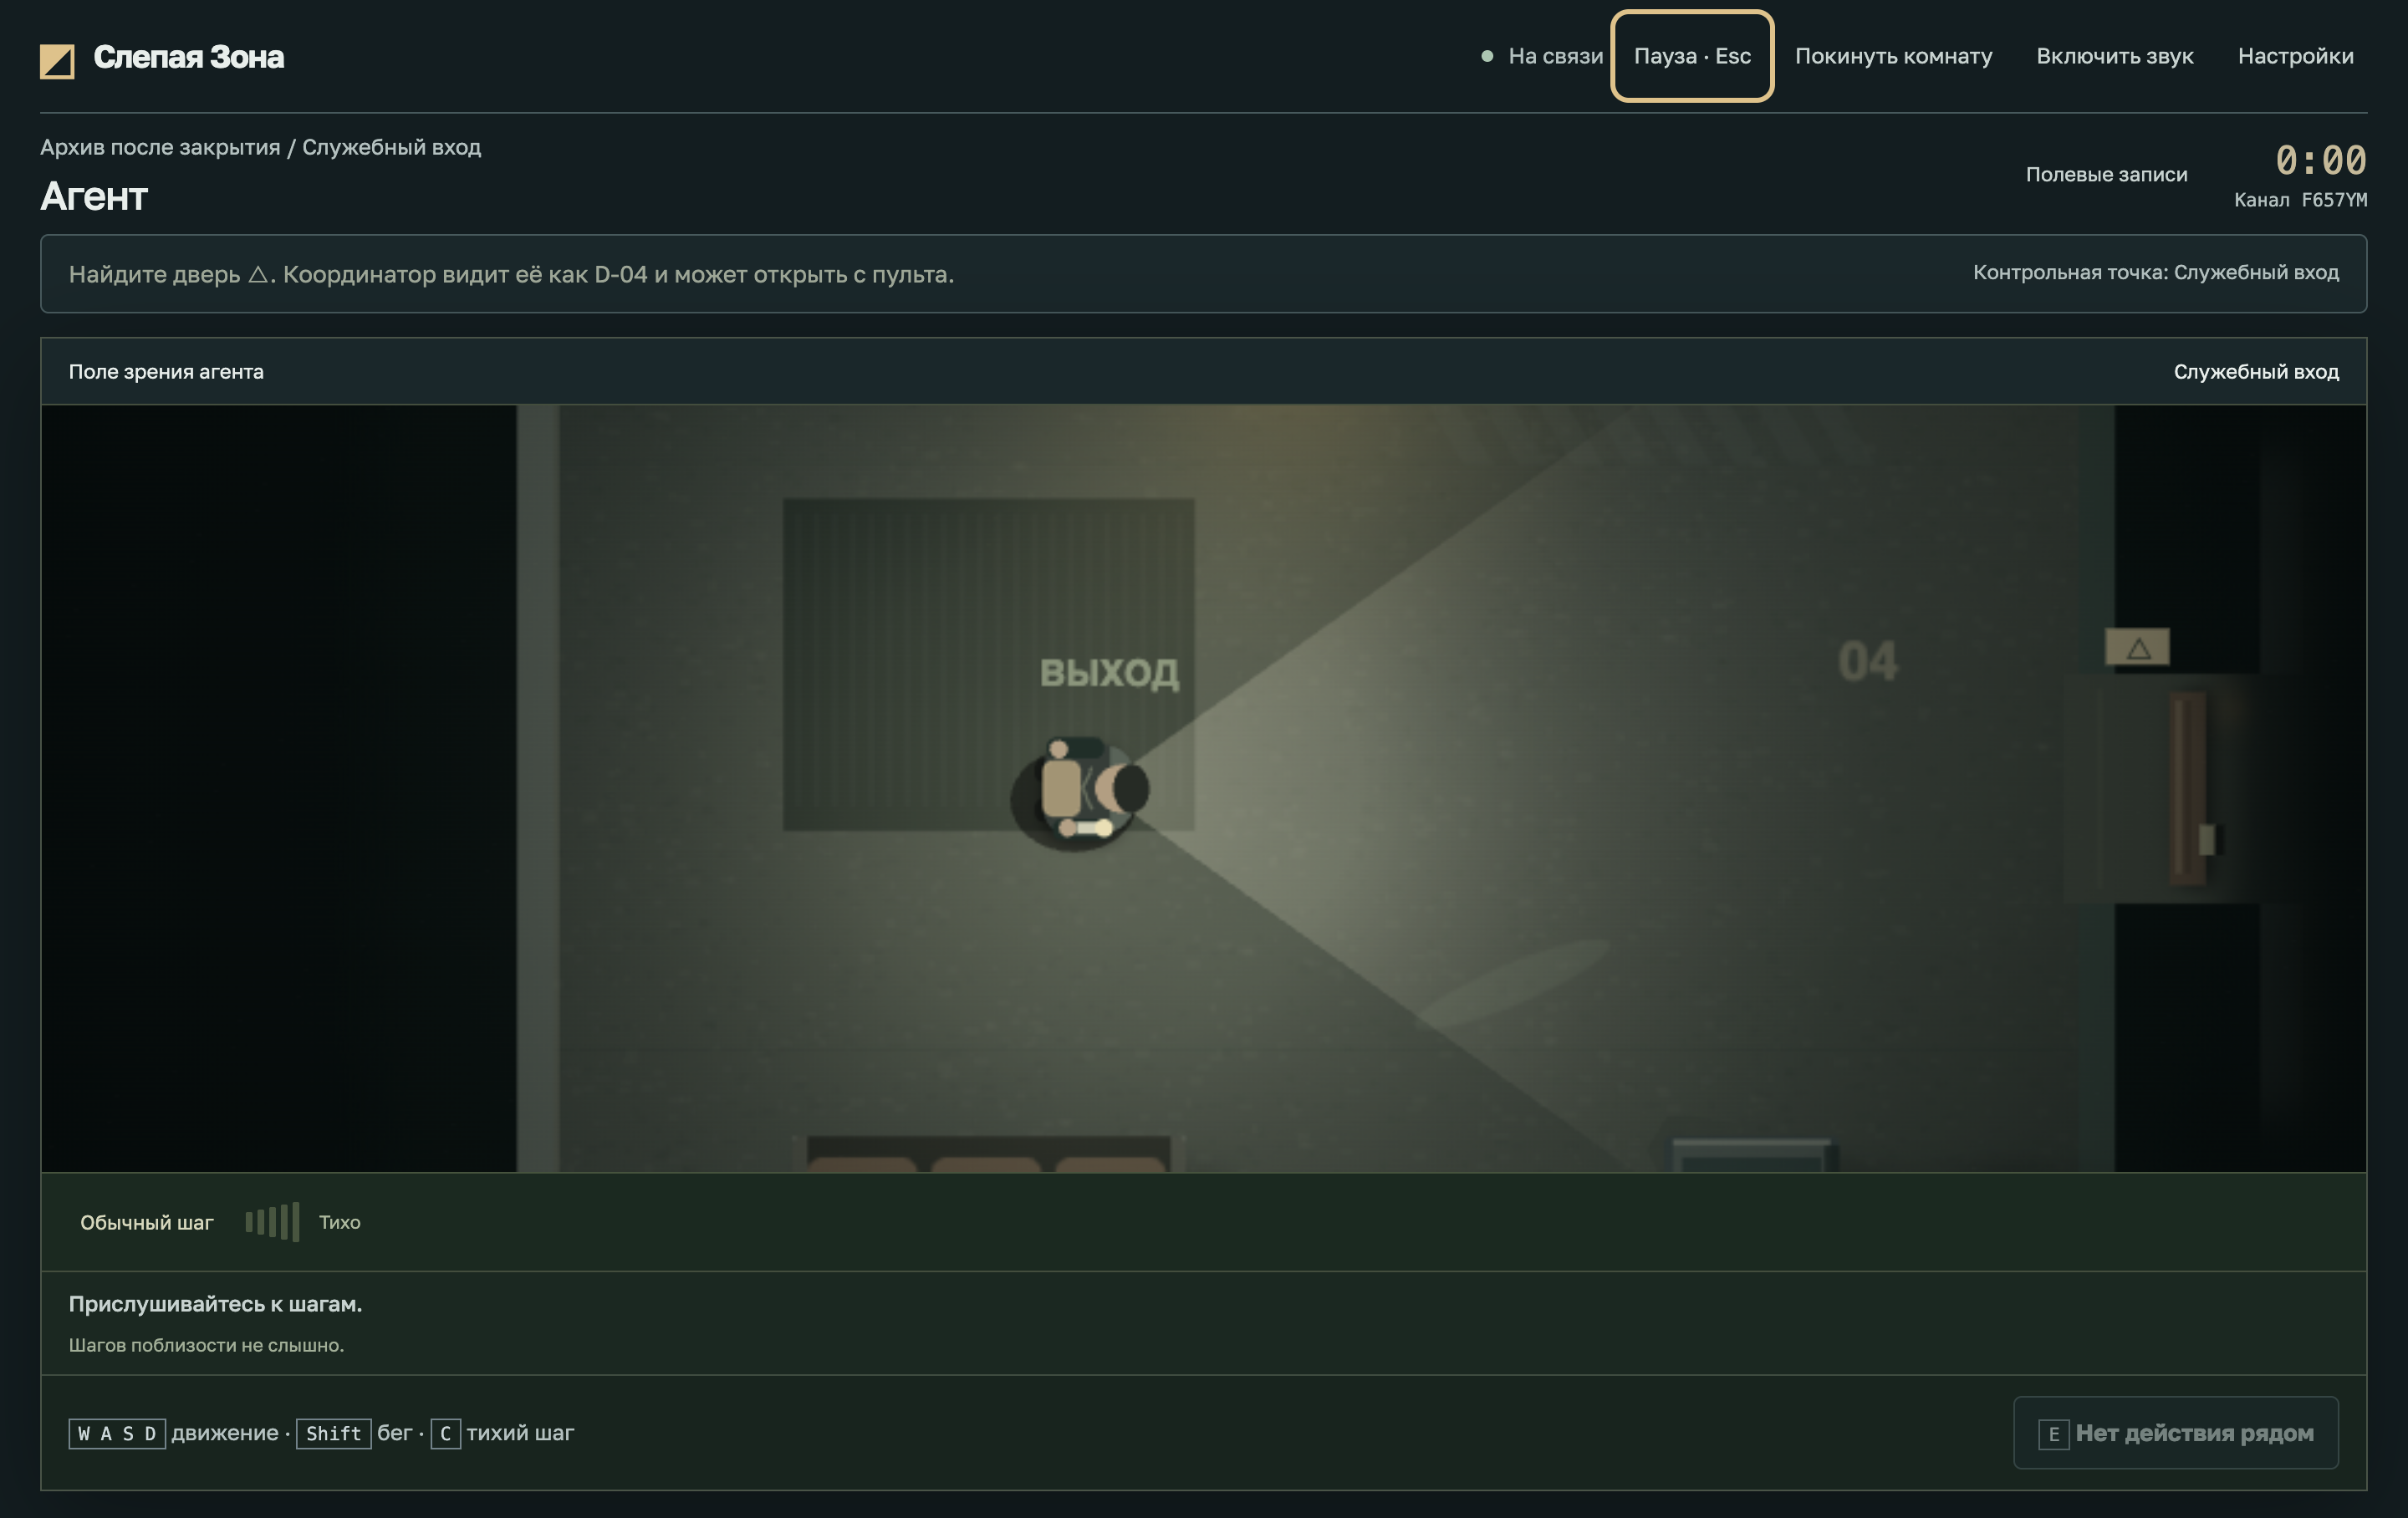 Слепая Зона
На связи
Пауза · Esc
Покинуть комнату
Включить звук
Настройки
Архив после закрытия / Служебный вход
Агент
Полевые записи
0:00
Канал F657YM
Найдите дверь △. Координатор видит её как D-04 и может открыть с пульта.
Контрольная точка: Служебный вход
Поле зрения агента
Служебный вход
ВЫХОД
04
△
Обычный шаг
Тихо
Прислушивайтесь к шагам.
Шагов поблизости не слышно.
W A S D движение · Shift бег · C тихий шаг
E Нет действия рядом